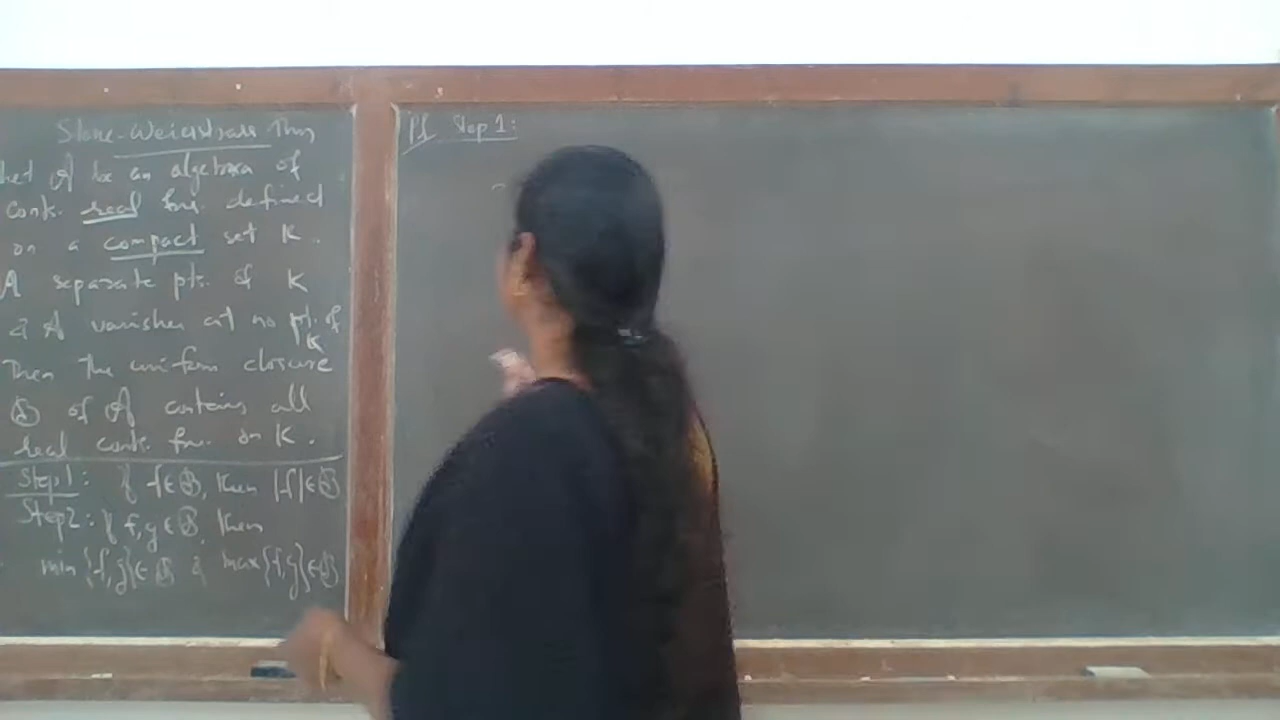 Stone-Weierstrass Thm
Let A be an algebra of
cont. real fns. defined
on a compact set K.
A separate pts. of K
& A vanishes at no pt. of
K
Then the uniform closure
B of A contains all
real cont. fns. on K.
Step 1: If f∈B, then |f|∈B
Step 2: If f,g∈B, then
min{f,g}∈B & max{f,g}∈B
Pf Step 1: